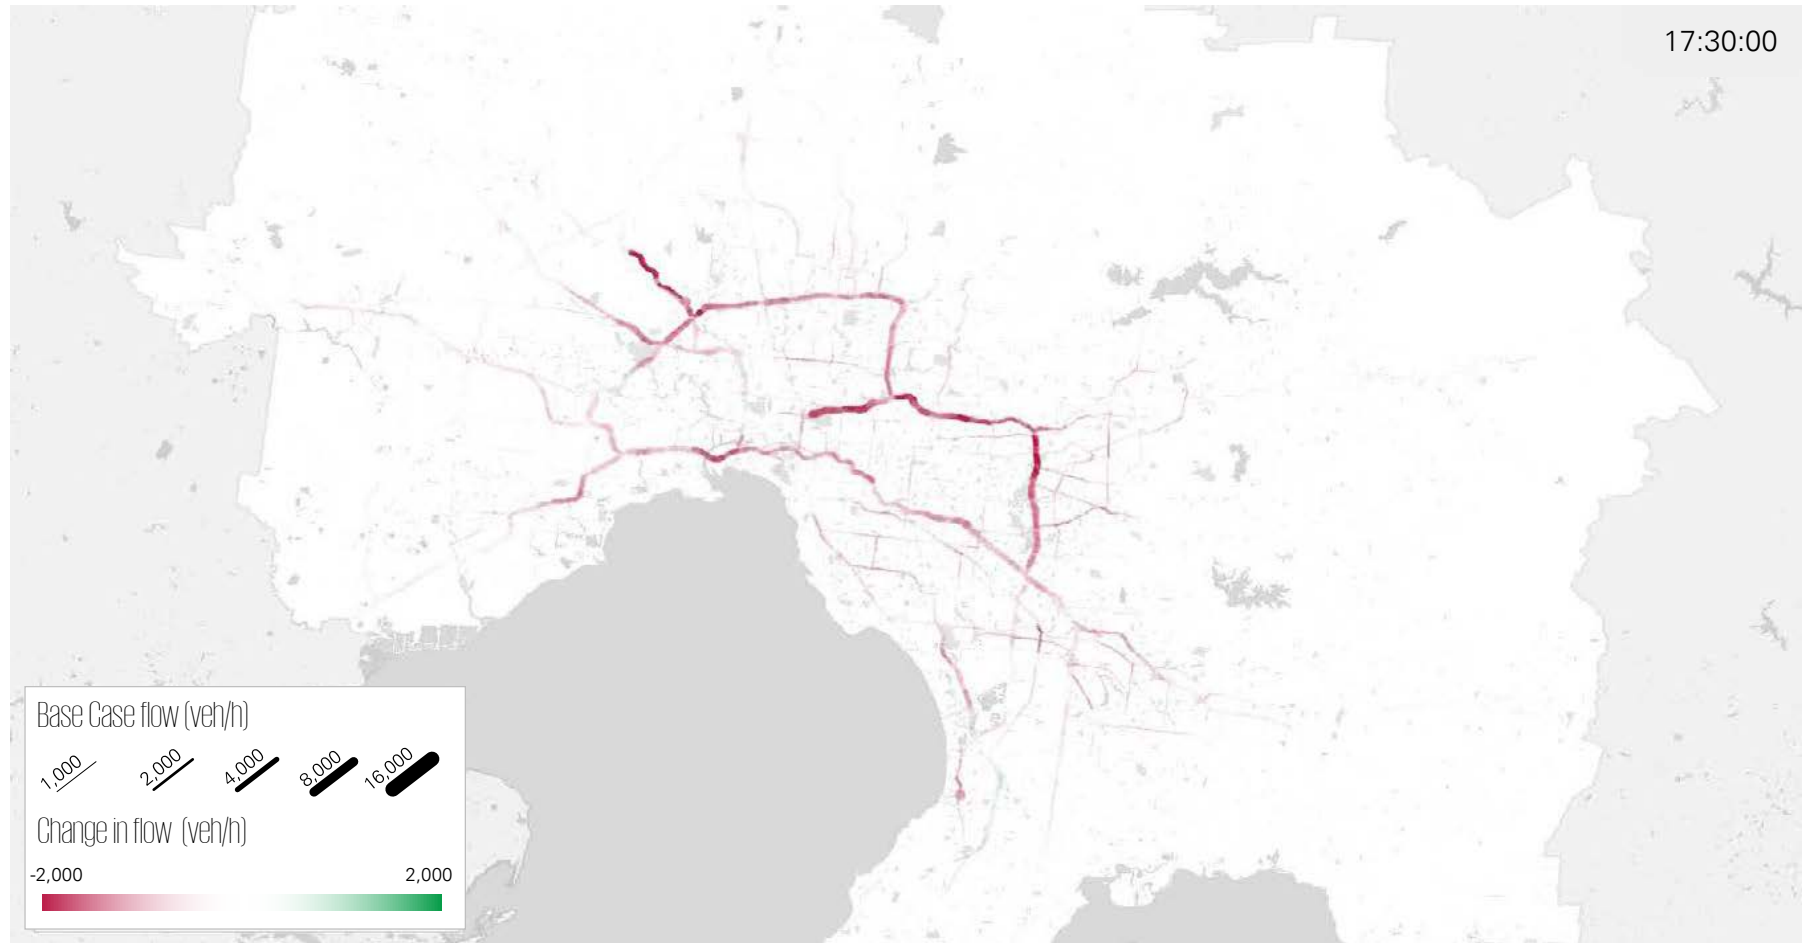 17:30:00
Base Case flow (veh/h)
1,000 2,000 4,000 8,000 16,000
Change in flow (veh/h)
-2,000 2,000